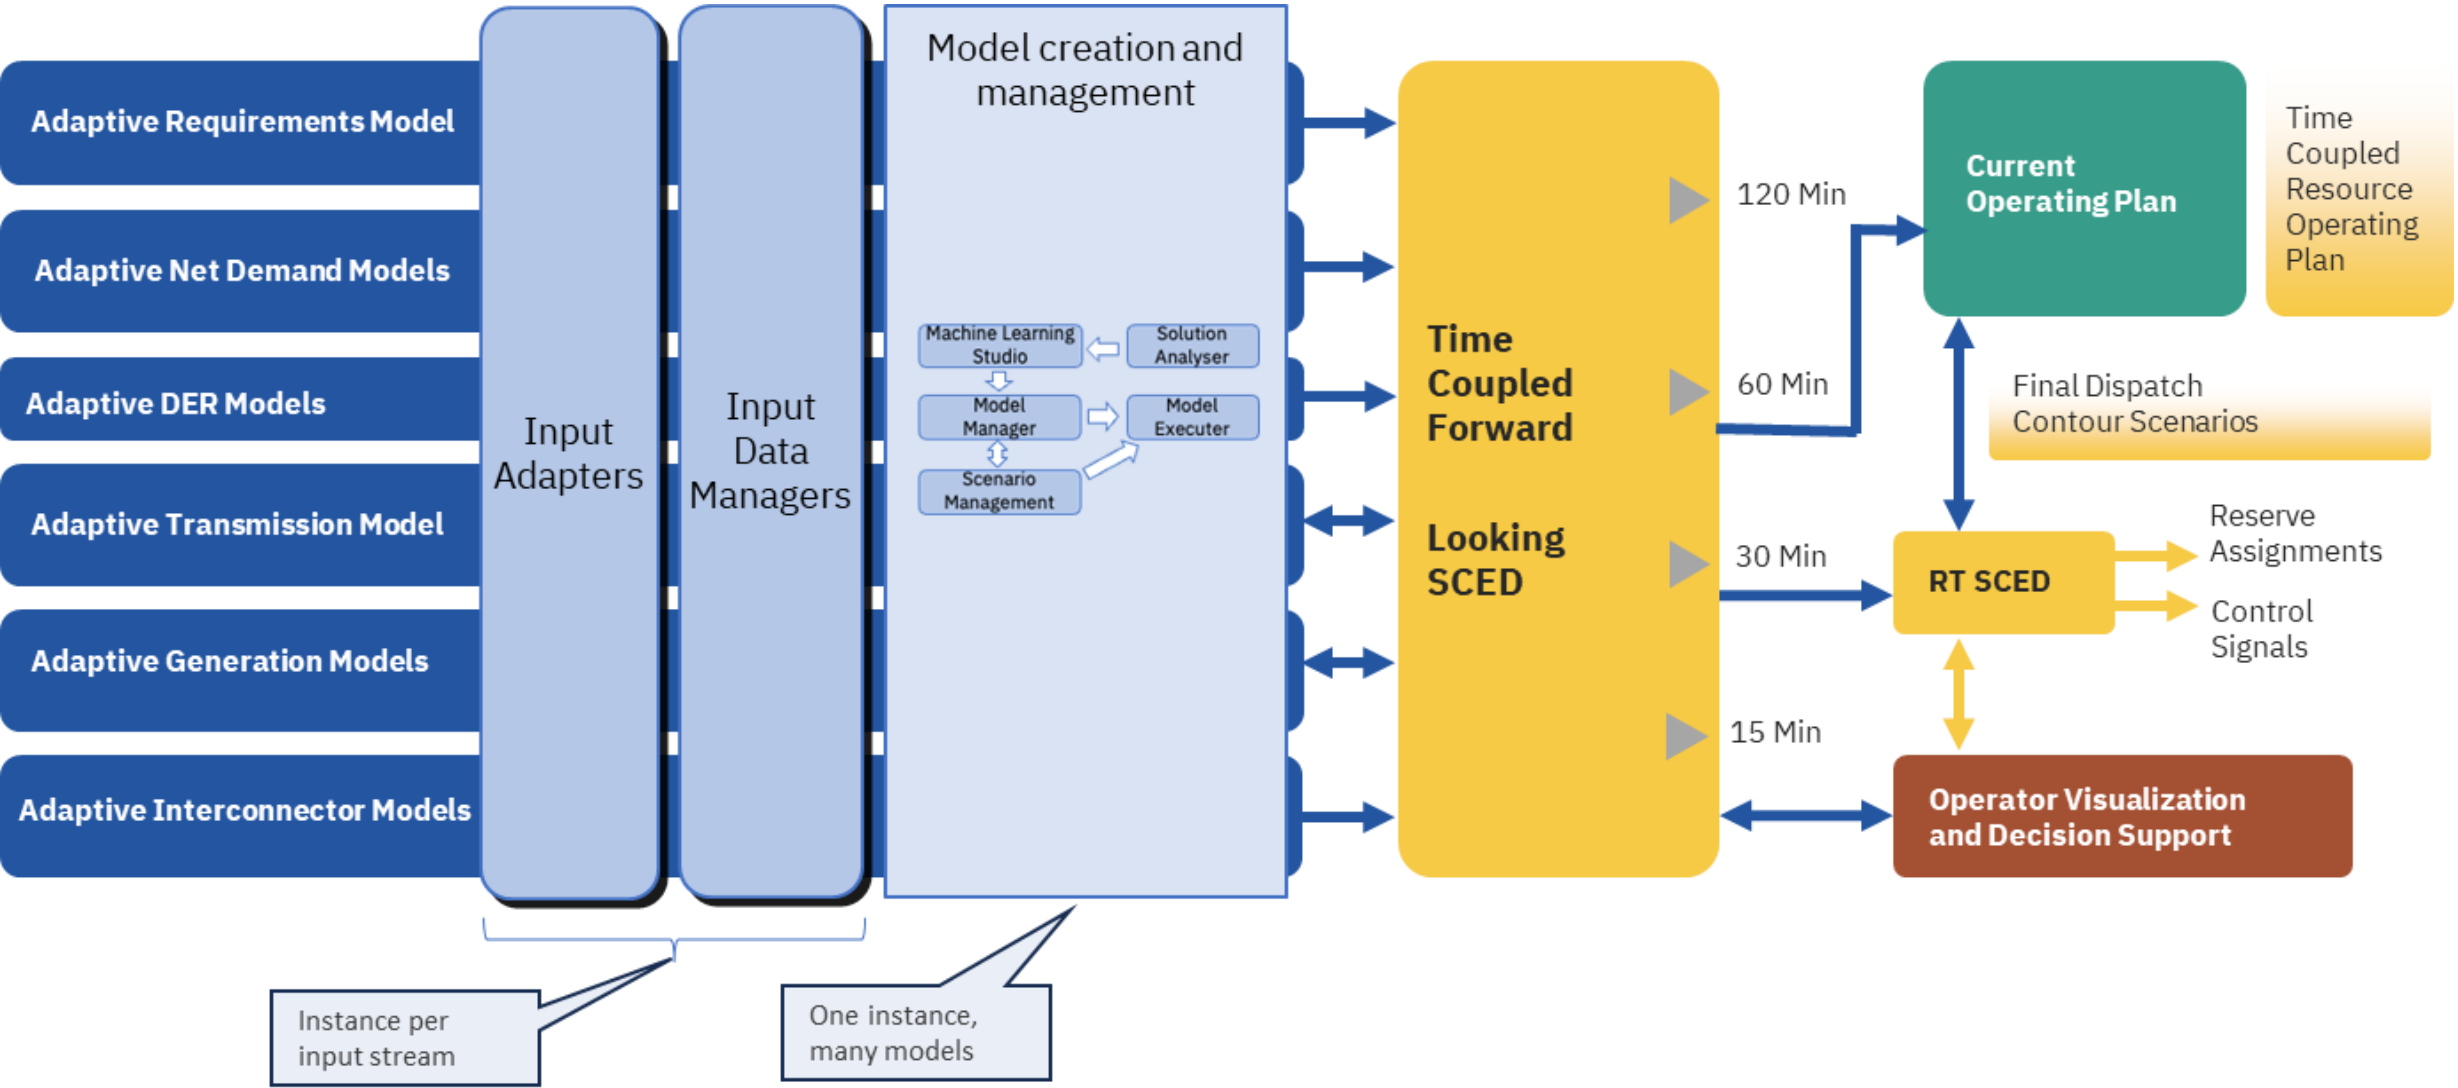 Adaptive Requirements Model
Adaptive Net Demand Models
Adaptive DER Models
Adaptive Transmission Model
Adaptive Generation Models
Adaptive Interconnector Models
Input
Adapters
Input
Data
Managers
Model creation and
management
Machine Learning
Studio
Solution
Analyser
Model
Manager
Model
Executer
Scenario
Management
Time
Coupled
Forward
Looking
SCED
120 Min
60 Min
30 Min
15 Min
Current
Operating Plan
Time
Coupled
Resource
Operating
Plan
Final Dispatch
Contour Scenarios
RT SCED
Reserve
Assignments
Control
Signals
Operator Visualization
and Decision Support
Instance per
input stream
One instance,
many models